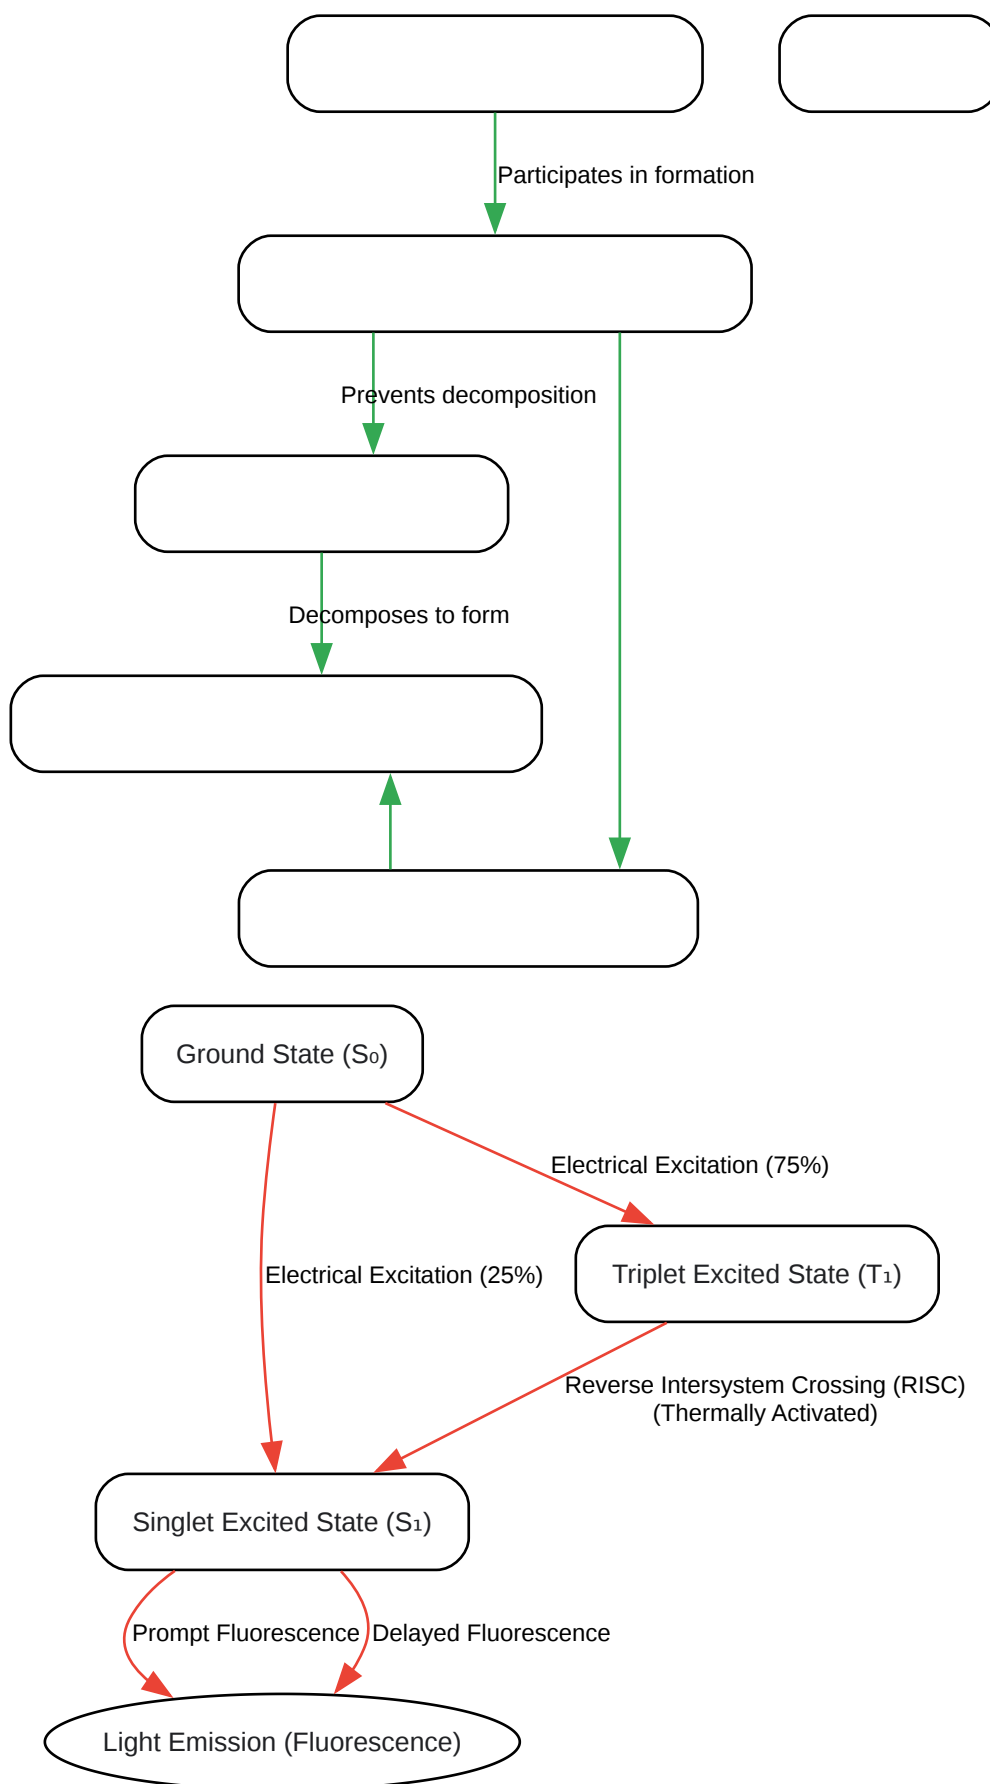 Participates in formation
Prevents decomposition
Decomposes to form
Ground State (S₀)
Electrical Excitation (75%)
Electrical Excitation (25%)
Triplet Excited State (T₁)
Reverse Intersystem Crossing (RISC)
(Thermally Activated)
Singlet Excited State (S₁)
Prompt Fluorescence
Delayed Fluorescence
Light Emission (Fluorescence)